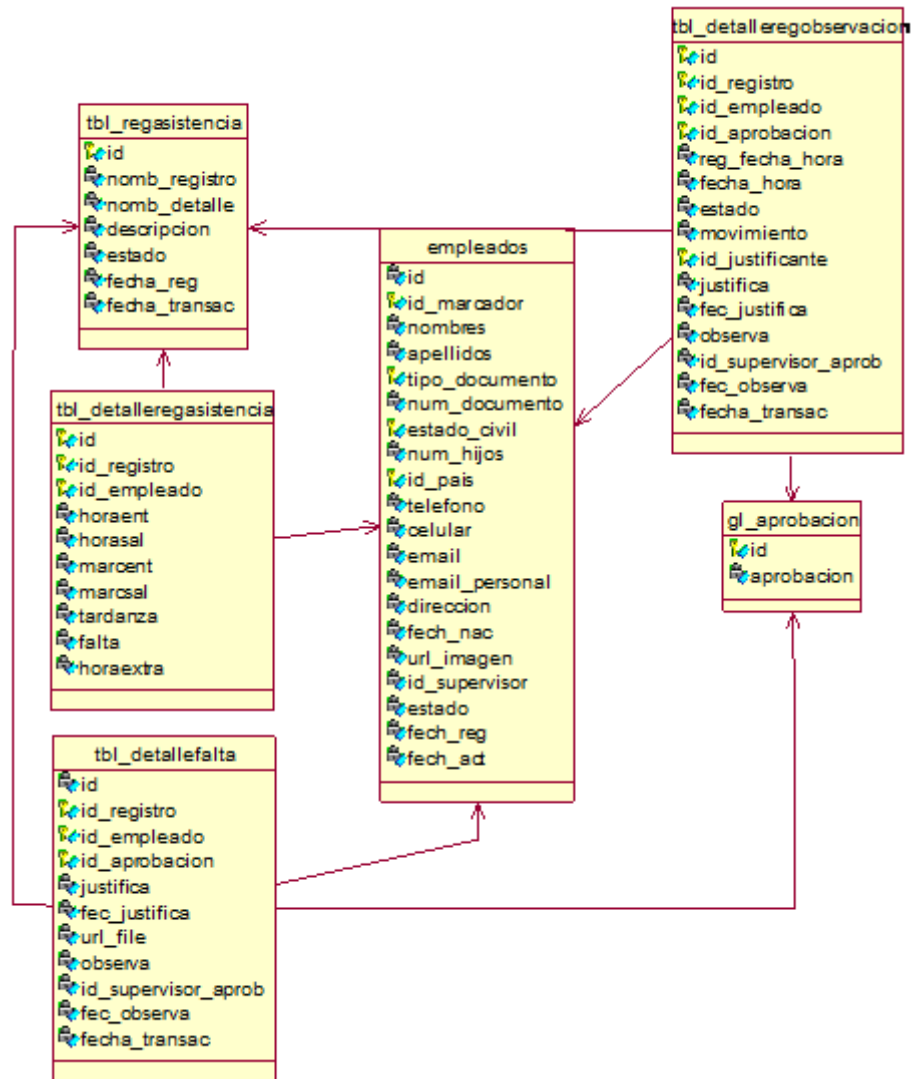 tbl_regasistencia
id
nomb_registro
nomb_detalle
descripcion
estado
fecha_reg
fecha_transac
tbl_detalleregasistencia
id
id_registro
id_empleado
horaent
horasal
marcent
marcsal
tardanza
falta
horaextra
tbl_detallefalta
id
id_registro
id_empleado
id_aprobacion
justifica
fec_justifica
url_file
observa
id_supervisor_aprob
fec_observa
fecha_transac
empleados
id
id_marcador
nombres
apellidos
tipo_documento
num_documento
estado_civil
num_hijos
id_pais
telefono
celular
email
email_personal
direccion
fech_nac
url_imagen
id_supervisor
estado
fech_reg
fech_act
tbl_detalleregobservacion
id
id_registro
id_empleado
id_aprobacion
reg_fecha_hora
fecha_hora
estado
movimiento
id_justificante
justifica
fec_justifica
observa
id_supervisor_aprob
fec_observa
fecha_transac
gl_aprobacion
id
aprobacion